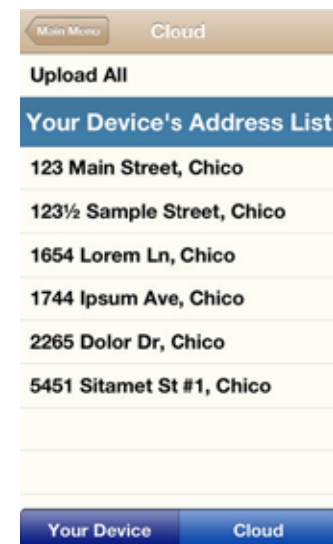 Main Menu
Cloud
Upload All
Your Device's Address List
123 Main Street, Chico
123½ Sample Street, Chico
1654 Lorem Ln, Chico
1744 Ipsum Ave, Chico
2265 Dolor Dr, Chico
5451 Sitamet St #1, Chico
Your Device
Cloud